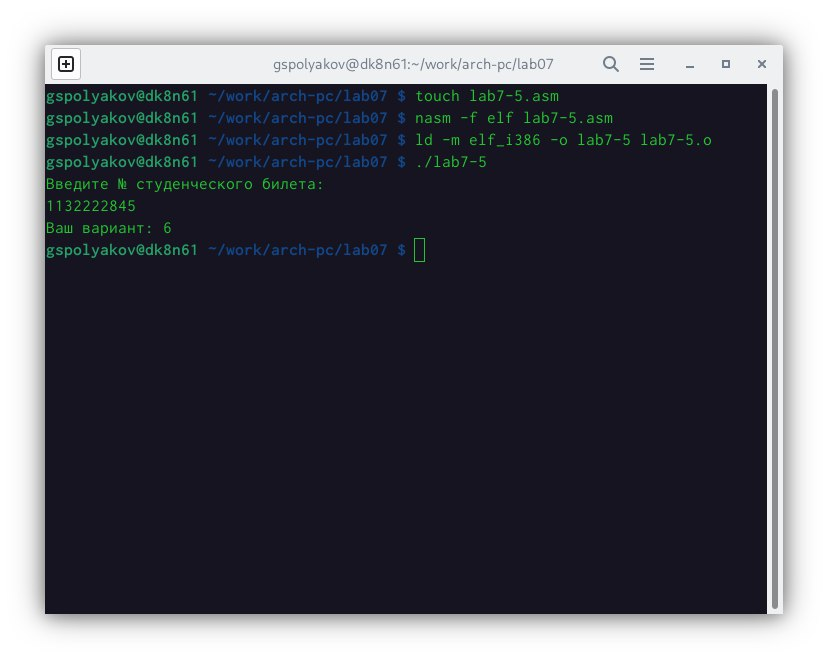 gspolyakov@dk8n61:~/work/arch-pc/lab07
gspolyakov@dk8n61 ~/work/arch-pc/lab07 $ touch lab7-5.asm
gspolyakov@dk8n61 ~/work/arch-pc/lab07 $ nasm -f elf lab7-5.asm
gspolyakov@dk8n61 ~/work/arch-pc/lab07 $ ld -m elf_i386 -o lab7-5 lab7-5.o
gspolyakov@dk8n61 ~/work/arch-pc/lab07 $ ./lab7-5
Введите № студенческого билета:
1132222845
Ваш вариант: 6
gspolyakov@dk8n61 ~/work/arch-pc/lab07 $